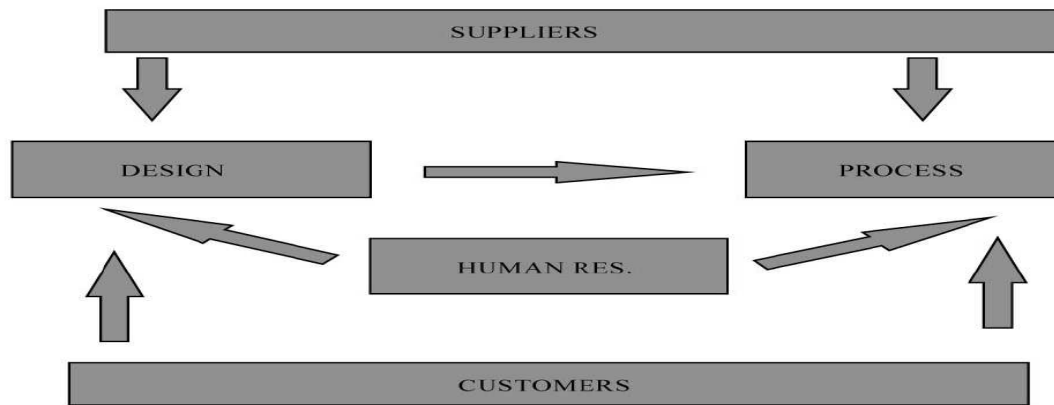 SUPPLIERS
DESIGN
PROCESS
HUMAN RES.
CUSTOMERS